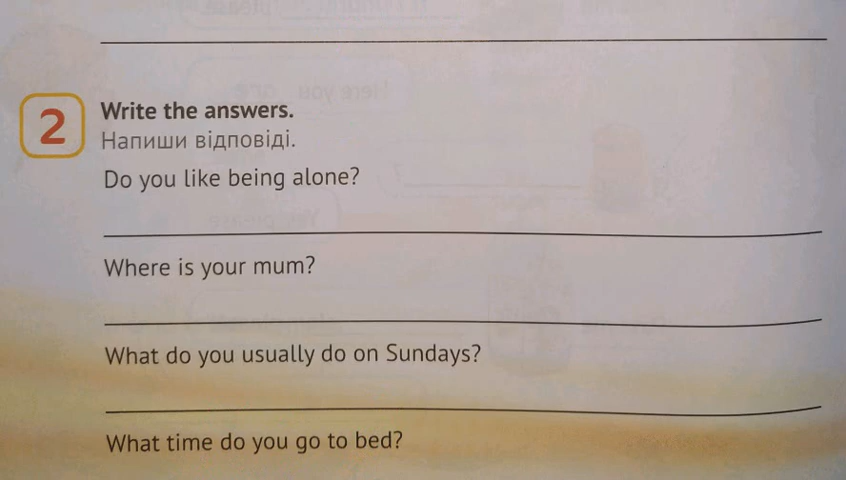 2
Write the answers.
Напиши відповіді.
Do you like being alone?
Where is your mum?
What do you usually do on Sundays?
What time do you go to bed?